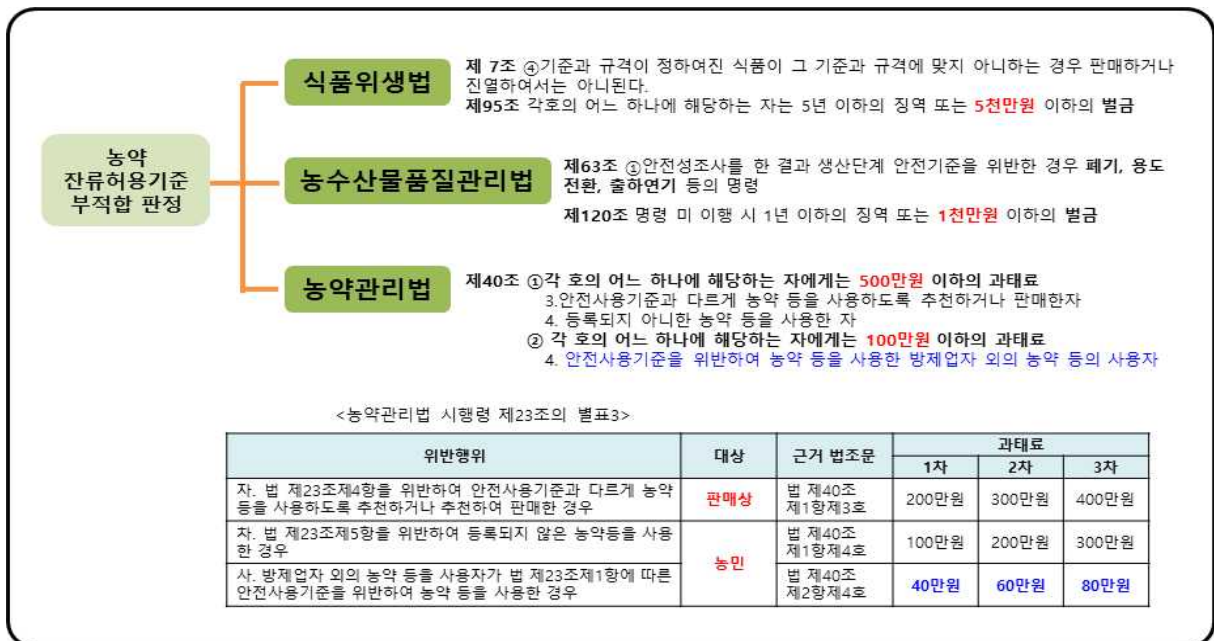 농약
잔류허용기준
부적합 판정
식품위생법
제 7조 ④기준과 규격이 정하여진 식품이 그 기준과 규격에 맞지 아니하는 경우 판매하거나
진열하여서는 아니된다.
제95조 각호의 어느 하나에 해당하는 자는 5년 이하의 징역 또는 5천만원 이하의 벌금
농수산물품질관리법
제63조 ①안전성조사를 한 결과 생산단계 안전기준을 위반한 경우 폐기, 용도
전환, 출하연기 등의 명령
제120조 명령 미 이행 시 1년 이하의 징역 또는 1천만원 이하의 벌금
농약관리법
제40조 ①각 호의 어느 하나에 해당하는 자에게는 500만원 이하의 과태료
3.안전사용기준과 다르게 농약 등을 사용하도록 추천하거나 판매한자
4. 등록되지 아니한 농약 등을 사용한 자
② 각 호의 어느 하나에 해당하는 자에게는 100만원 이하의 과태료
4. 안전사용기준을 위반하여 농약 등을 사용한 방제업자 외의 농약 등의 사용자
<농약관리법 시행령 제23조의 별표3>
위반행위 대상 근거 법조문 과태료
1차 2차 3차
자. 법 제23조제4항을 위반하여 안전사용기준과 다르게 농약
등을 사용하도록 추천하거나 추천하여 판매한 경우
판매상
법 제40조
제1항제3호
200만원 300만원 400만원
차. 법 제23조제5항을 위반하여 등록되지 않은 농약등을 사용
한 경우
농민
법 제40조
제1항제4호
100만원 200만원 300만원
사. 방제업자 외의 농약 등을 사용자가 법 제23조제1항에 따른
안전사용기준을 위반하여 농약 등을 사용한 경우
법 제40조
제2항제4호
40만원 60만원 80만원